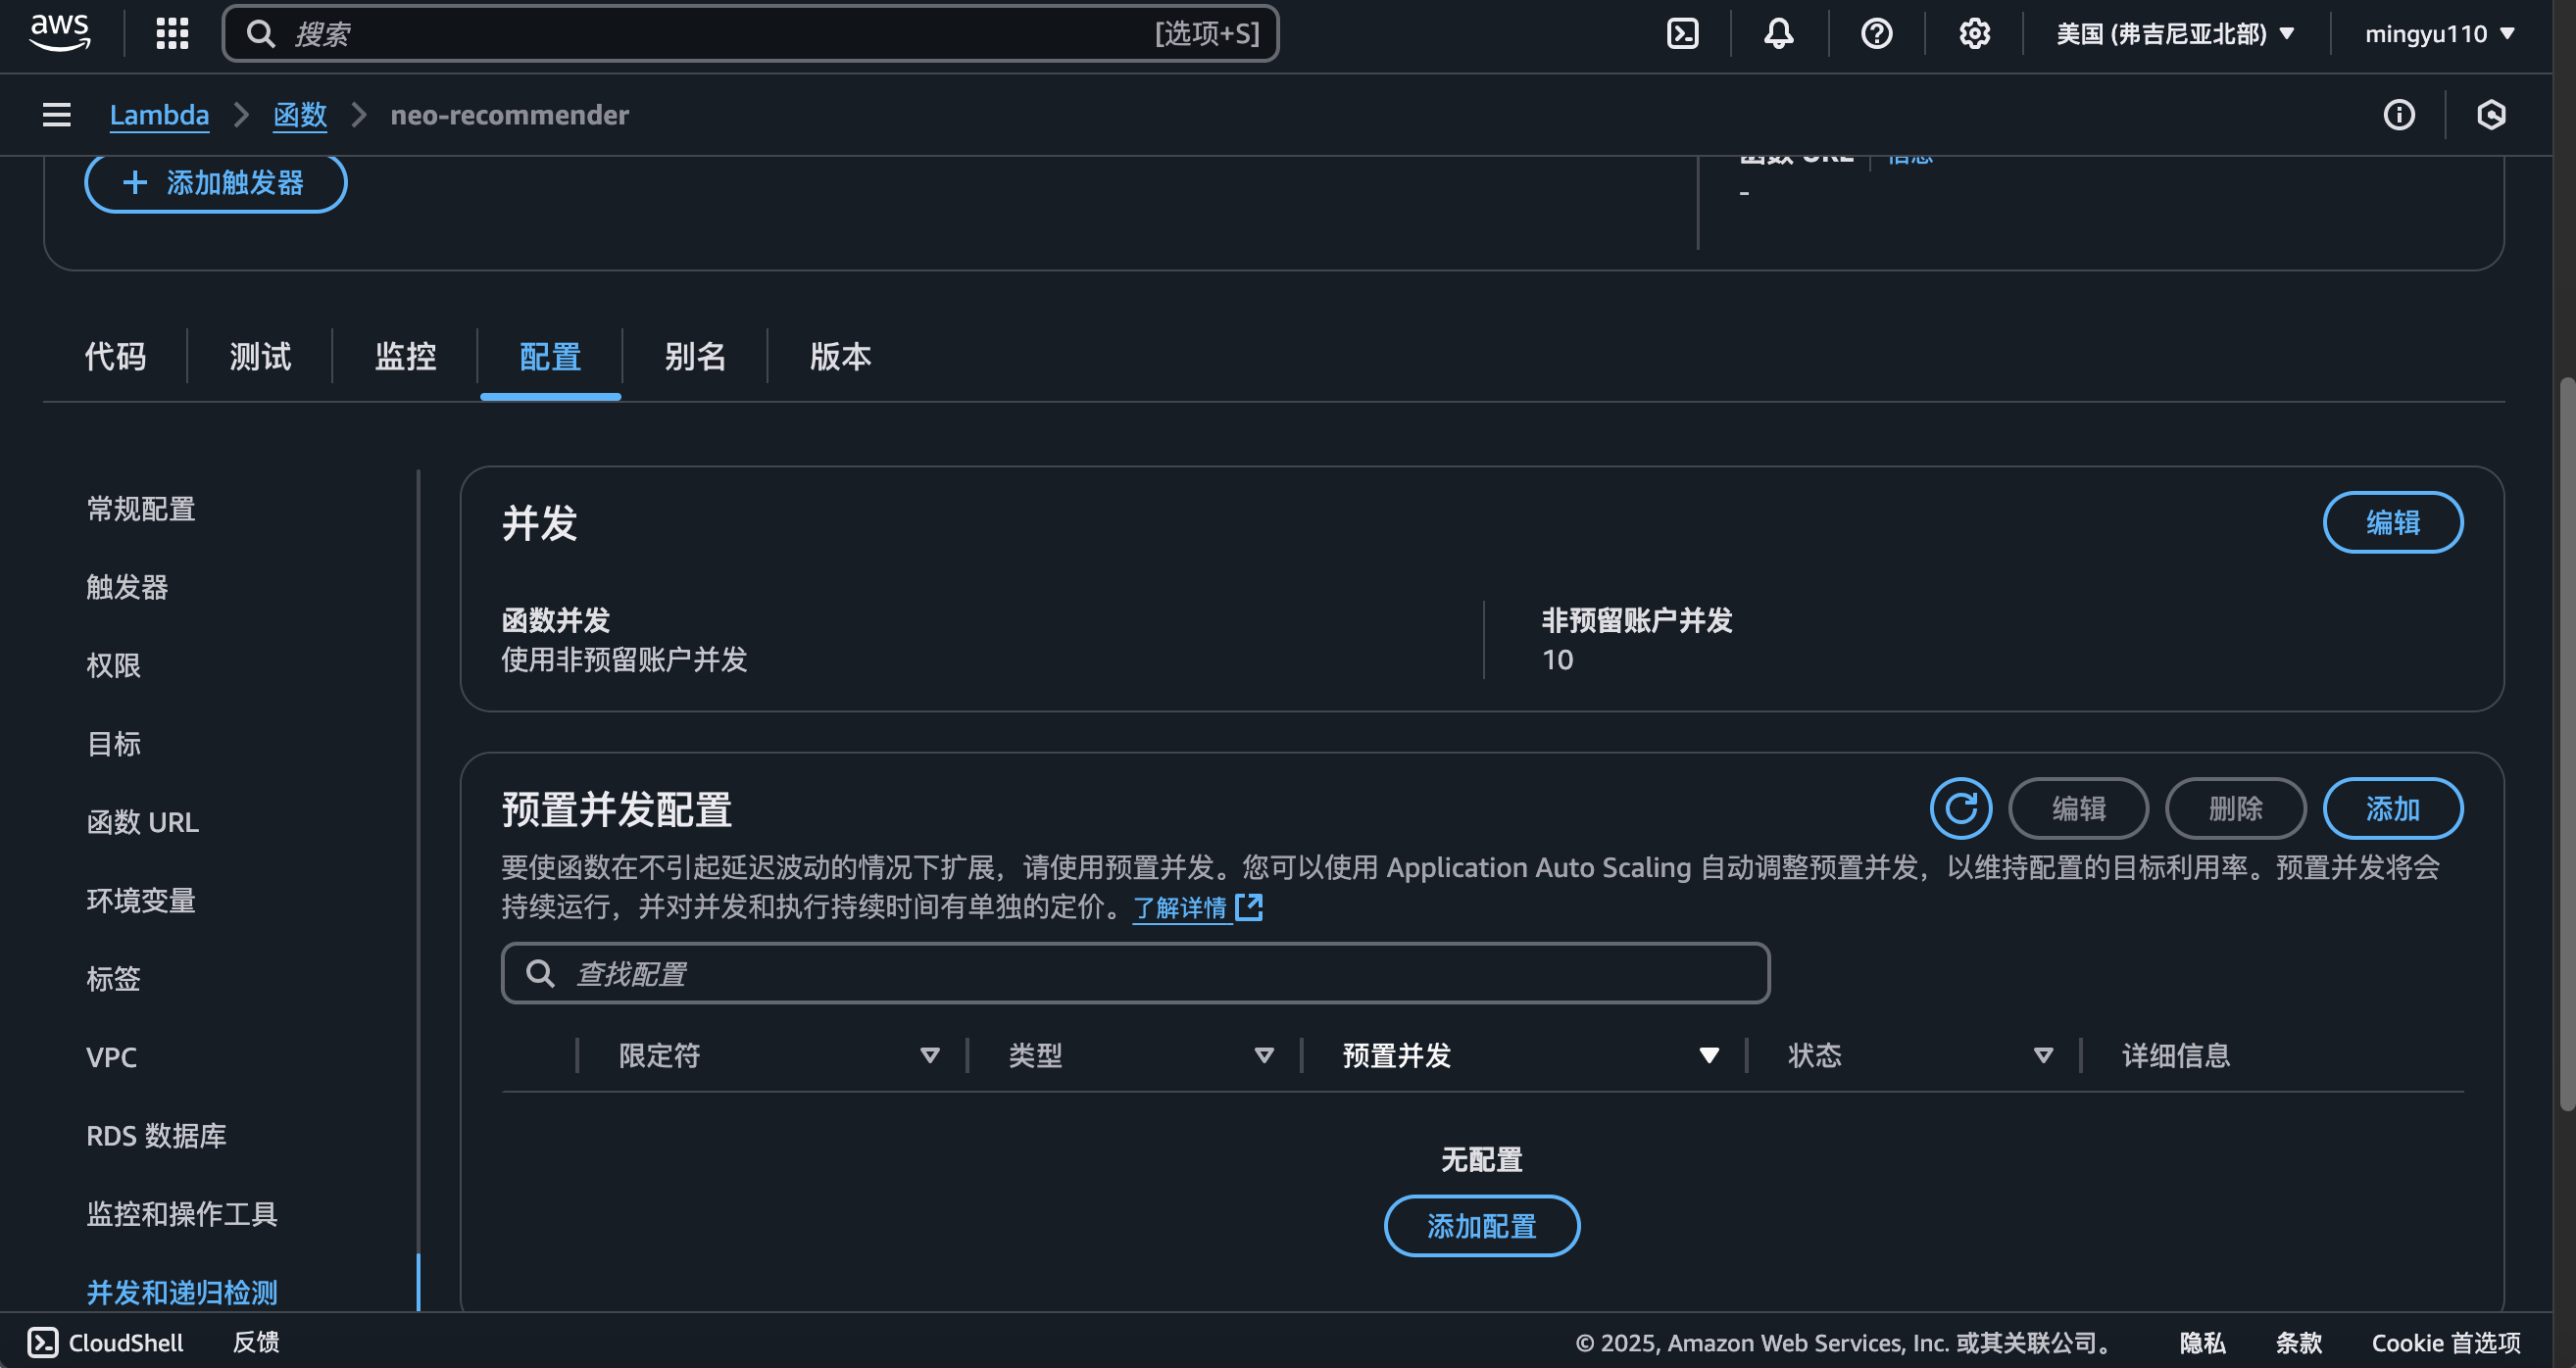 aws
搜索
[选项+S]
美国 (弗吉尼亚北部)
mingyu110
Lambda
函数
neo-recommender
添加触发器
函数 URL
信息
-
代码
测试
监控
配置
别名
版本
常规配置
触发器
权限
目标
函数 URL
环境变量
标签
VPC
RDS 数据库
监控和操作工具
并发和递归检测
并发
编辑
函数并发
使用非预留账户并发
非预留账户并发
10
预置并发配置
编辑
删除
添加
要使函数在不引起延迟波动的情况下扩展，请使用预置并发。您可以使用 Application Auto Scaling 自动调整预置并发，以维持配置的目标利用率。预置并发将会
持续运行，并对并发和执行持续时间有单独的定价。了解详情
查找配置
限定符
类型
预置并发
状态
详细信息
无配置
添加配置
CloudShell
反馈
© 2025, Amazon Web Services, Inc. 或其关联公司。
隐私
条款
Cookie 首选项